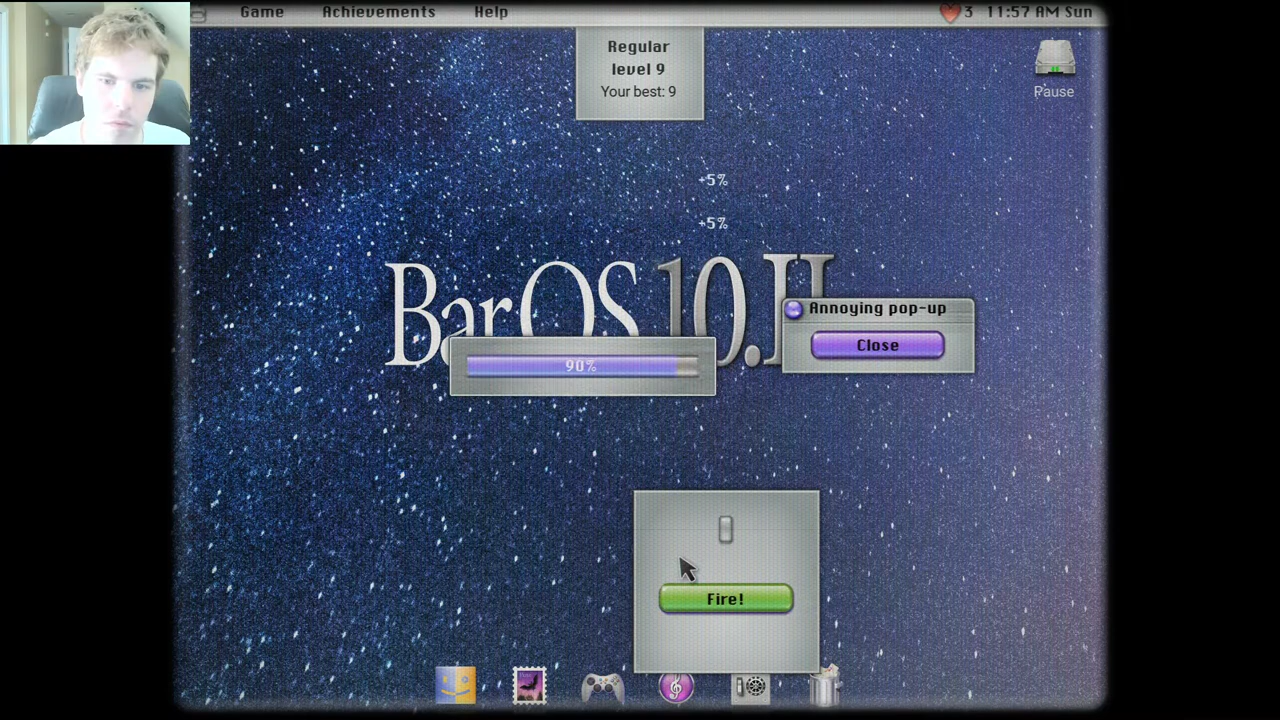 Game Achievements Help 3 11:57 AM Sun
Regular
level 9
Your best: 9
Pause
+5%
+5%
BarOS 10.II
Annoying pop-up
Close
90%
Fire!